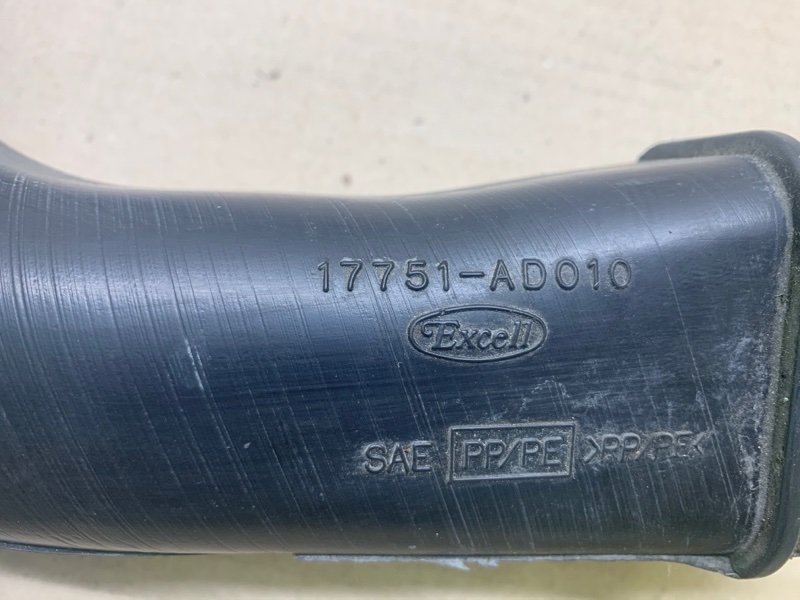 17751-AD010
Excell
SAE PP/PE >PP/PE<